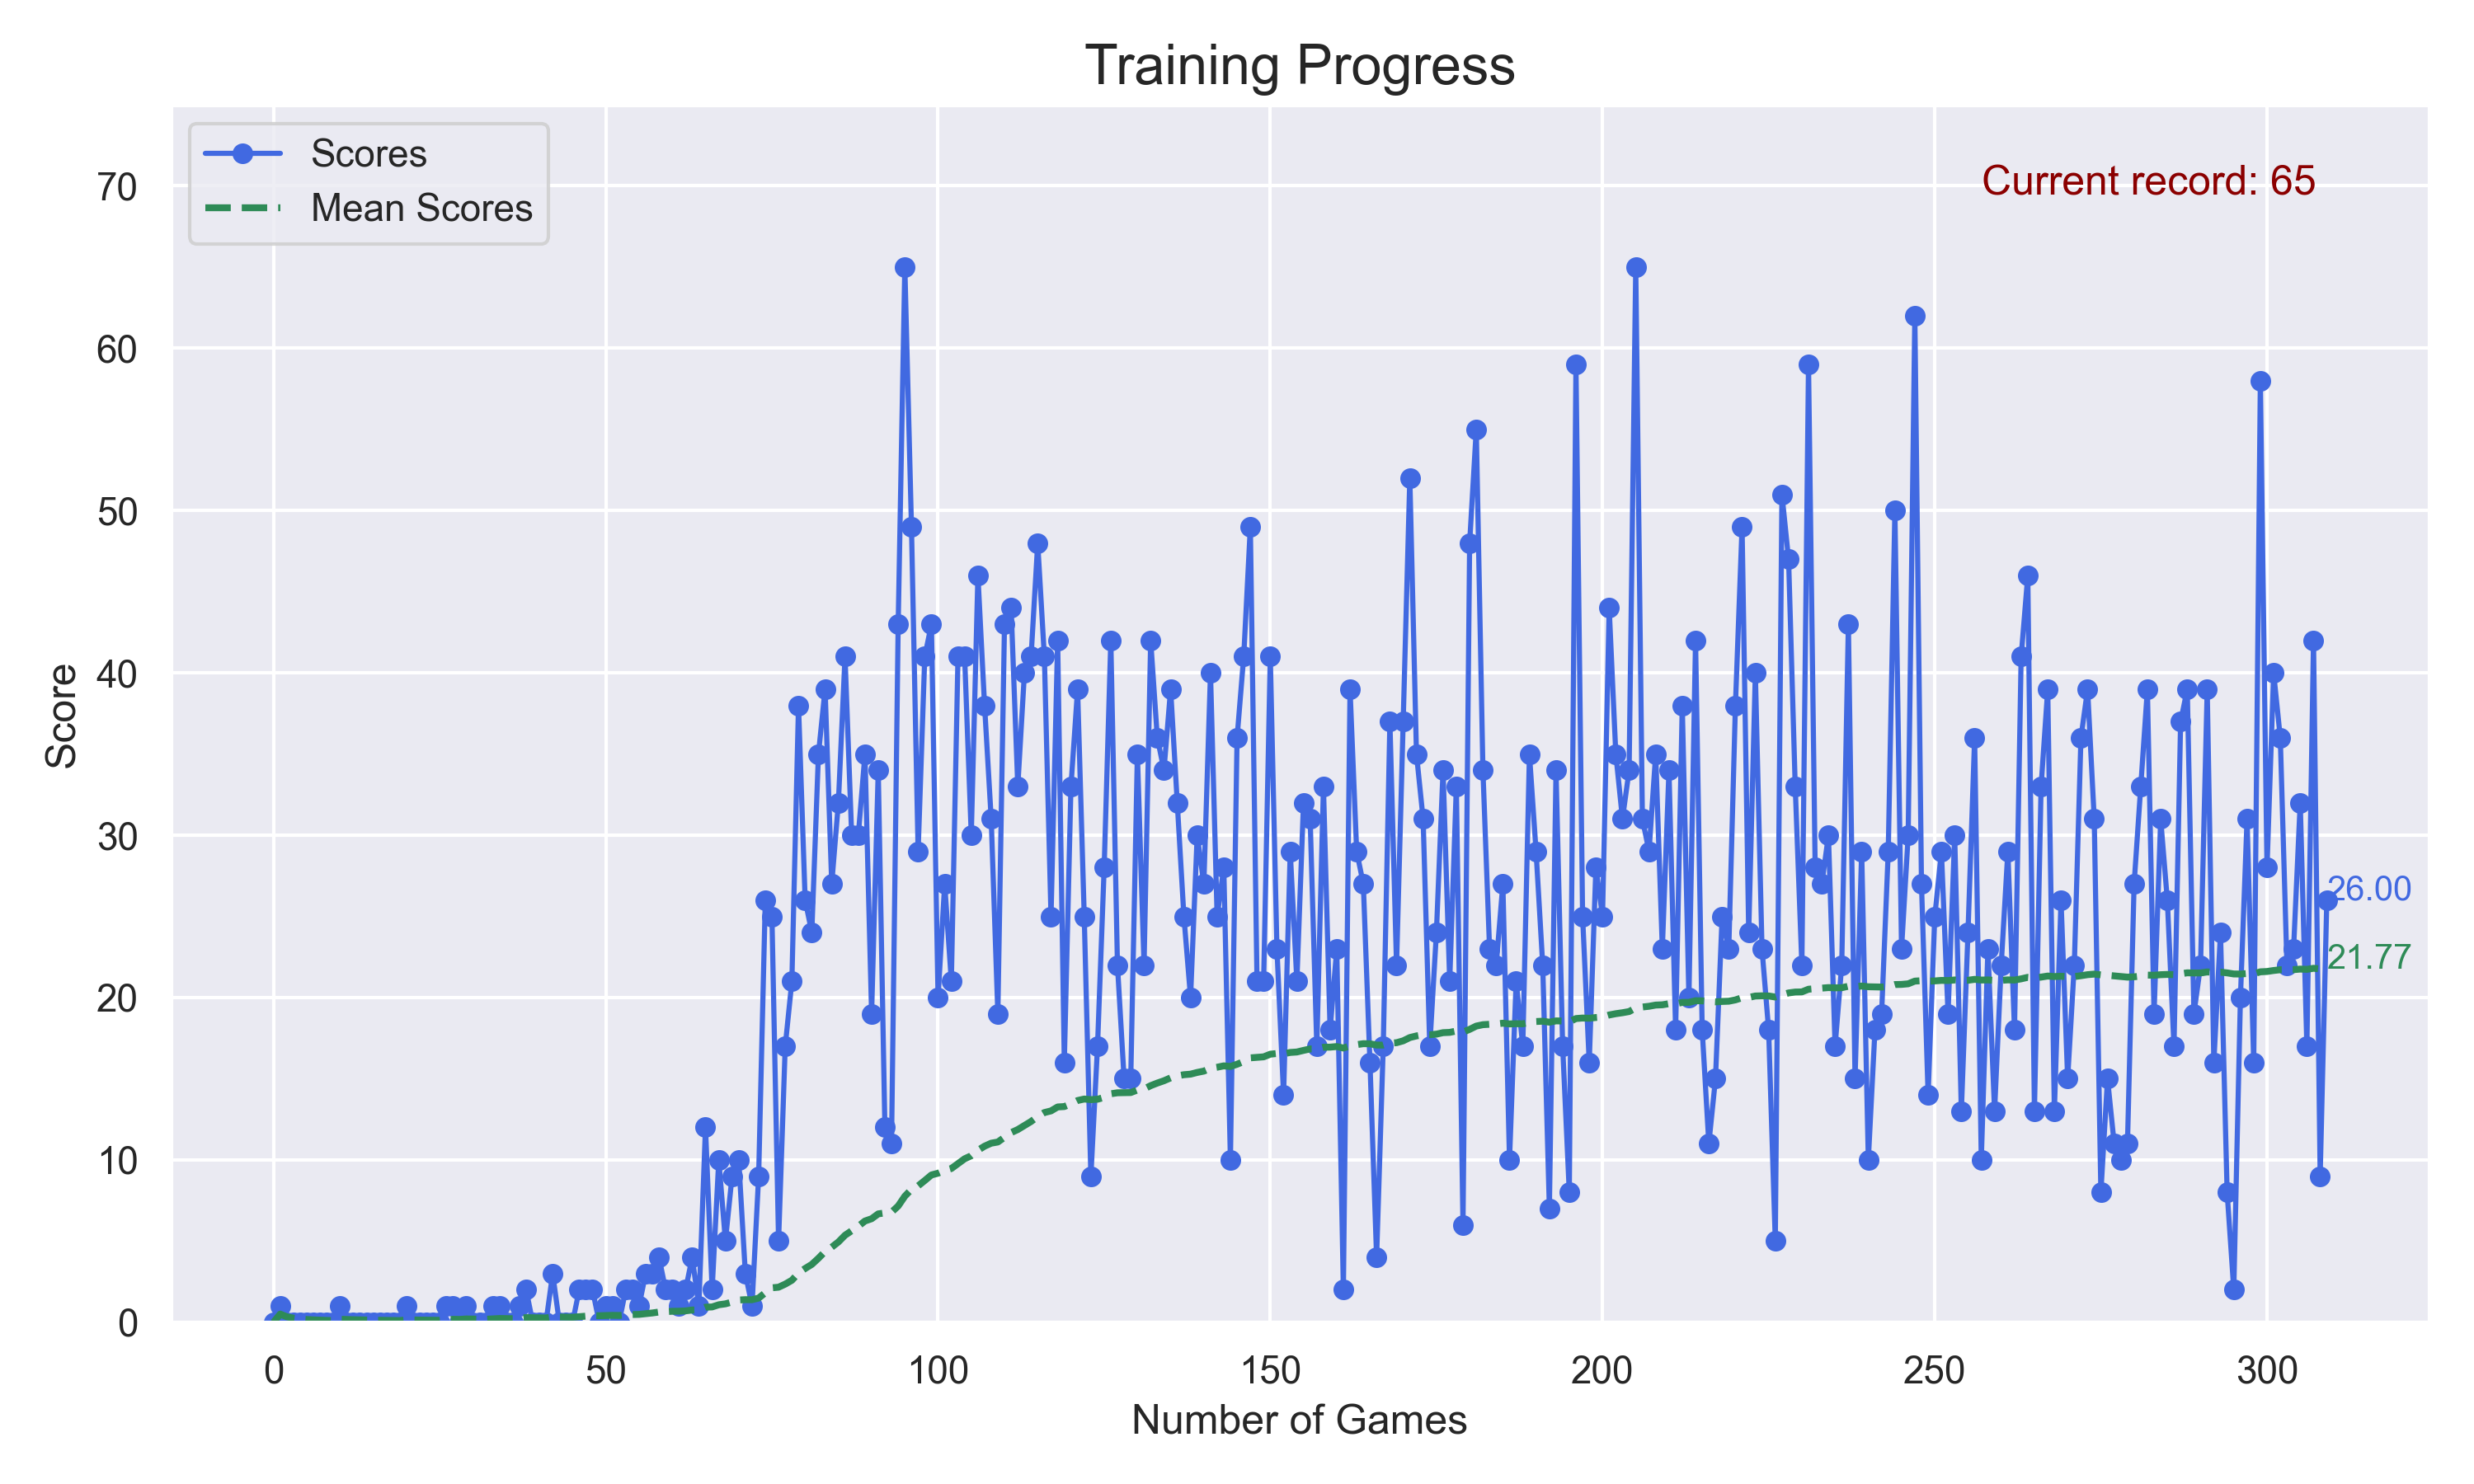 Training Progress
Scores
Mean Scores
Current record: 65
70
60
50
40
30
20
10
0
Score
26.00
21.77
0 50 100 150 200 250 300
Number of Games